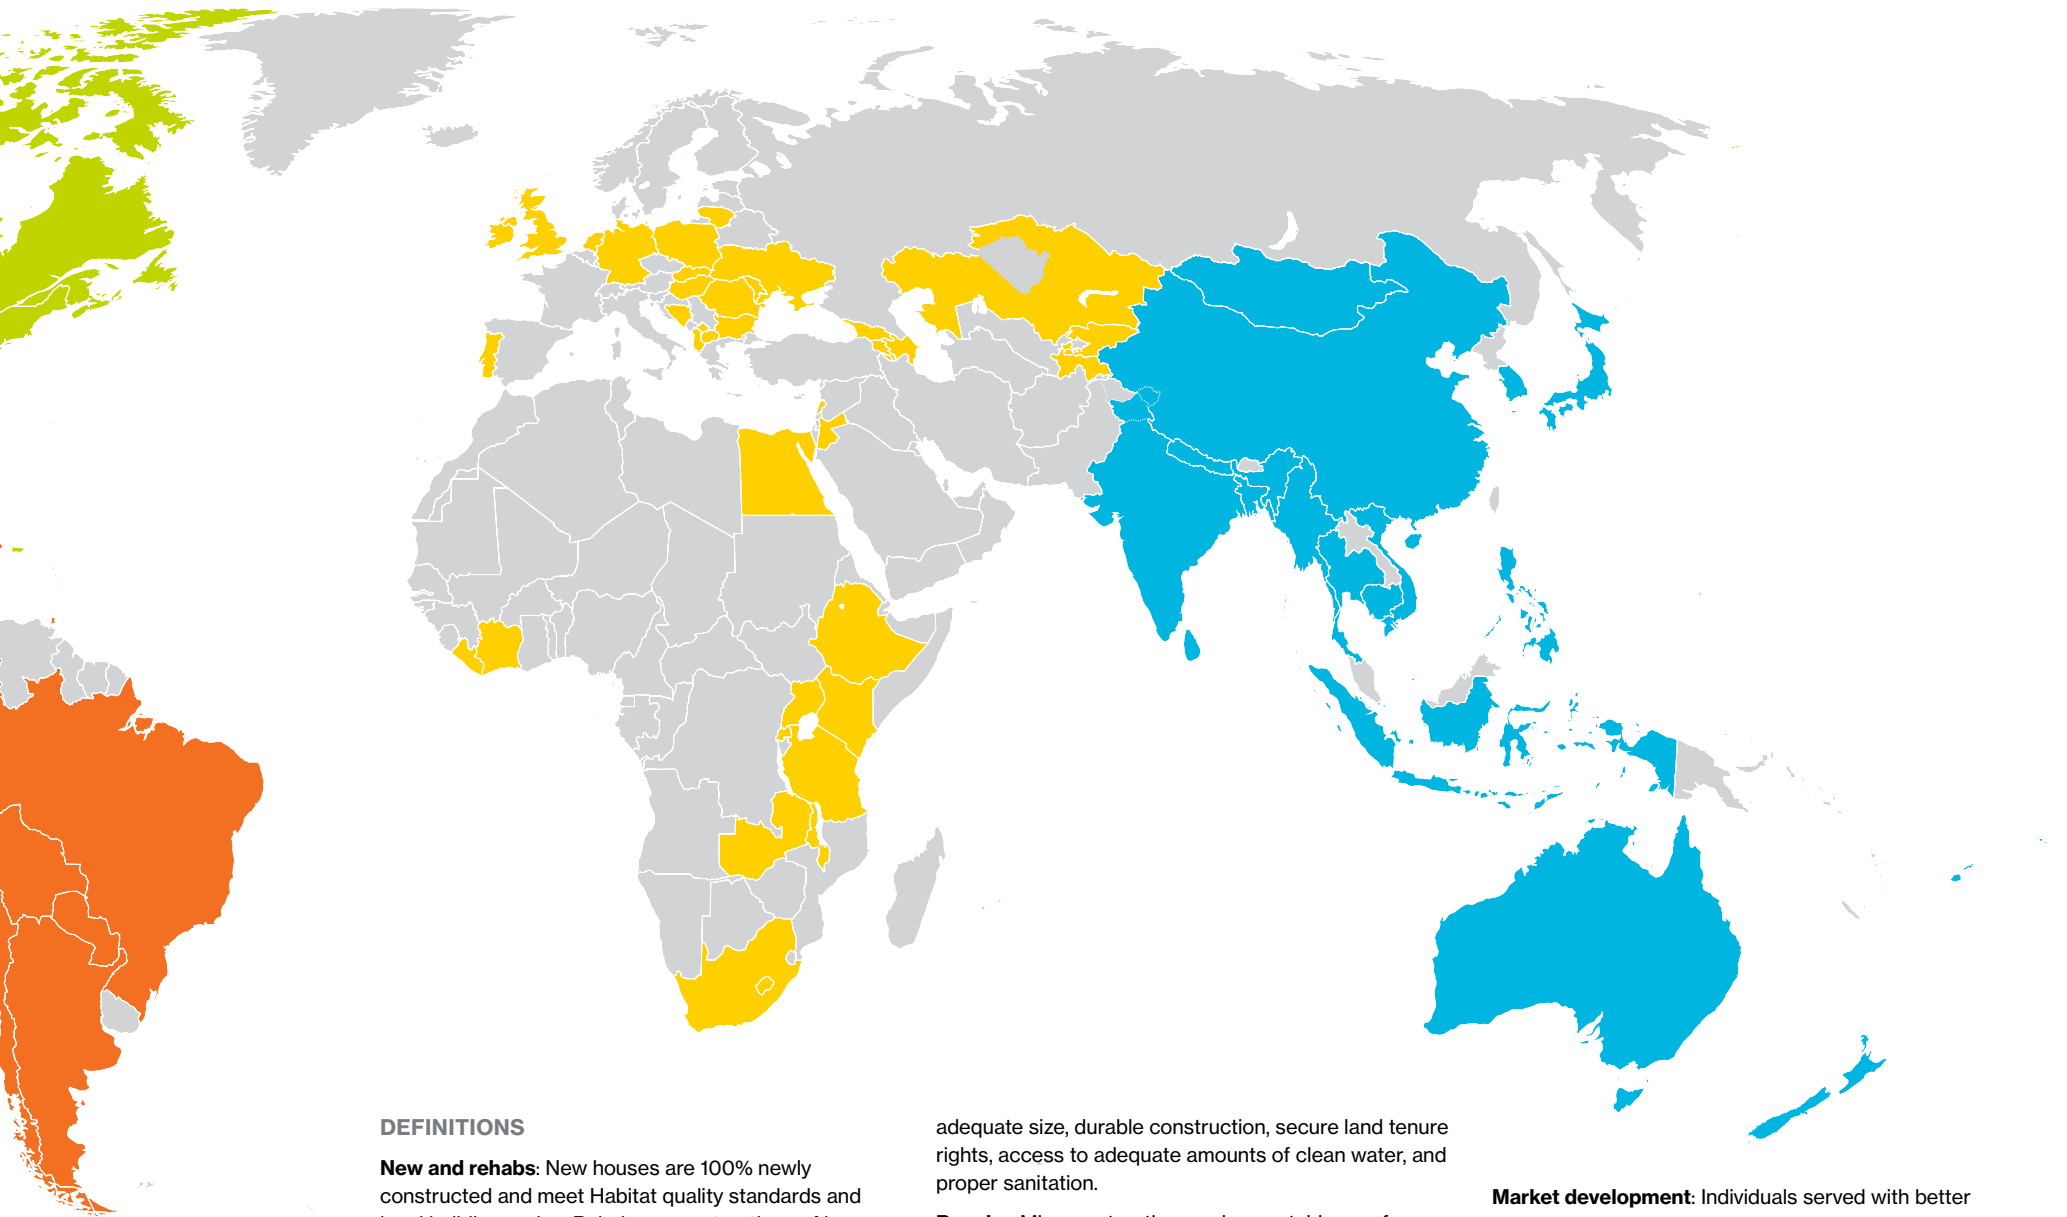 DEFINITIONS
New and rehabs: New houses are 100% newly
constructed and meet Habitat quality standards and
adequate size, durable construction, secure land tenure
rights, access to adequate amounts of clean water, and
proper sanitation.
Market development: Individuals served with better